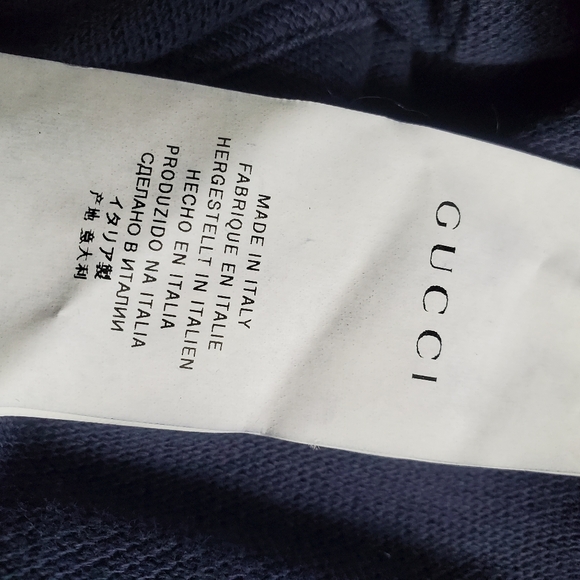 GUCCI
MADE IN ITALY
FABRIQUE EN ITALIE
HERGESTELLT IN ITALIEN
HECHO EN ITALIA
PRODUZIDO NA ITALIA
СДЕЛАНО В ИТАЛИИ
イタリア製
产地 意大利